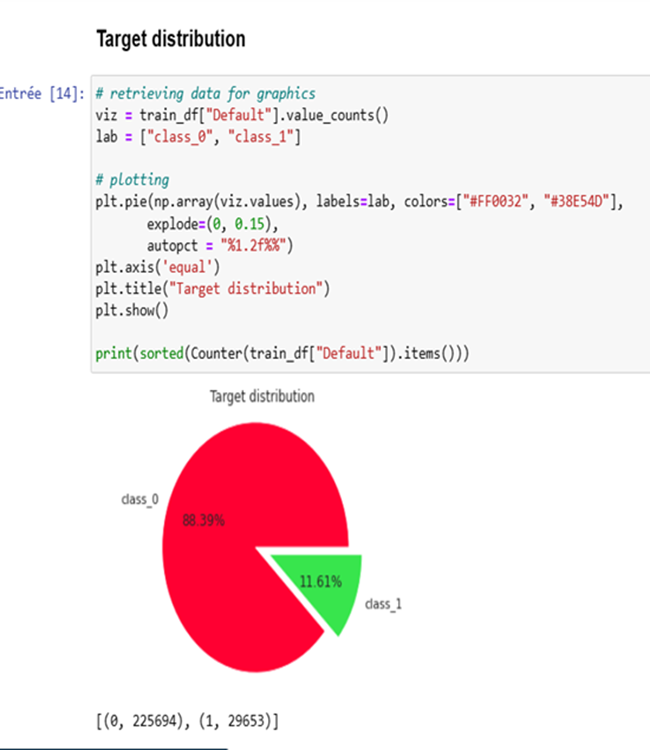 Target distribution
Entrée [14]:
# retrieving data for graphics
viz = train_df["Default"].value_counts()
lab = ["class_0", "class_1"]
# plotting
plt.pie(np.array(viz.values), labels=lab, colors=["#FF0032", "#38E54D"],
explode=(0, 0.15),
autopct = "%1.2f%%")
plt.axis('equal')
plt.title("Target distribution")
plt.show()
print(sorted(Counter(train_df["Default"]).items()))
Target distribution
class_0
88.39%
11.61%
class_1
[(0, 225694), (1, 29653)]